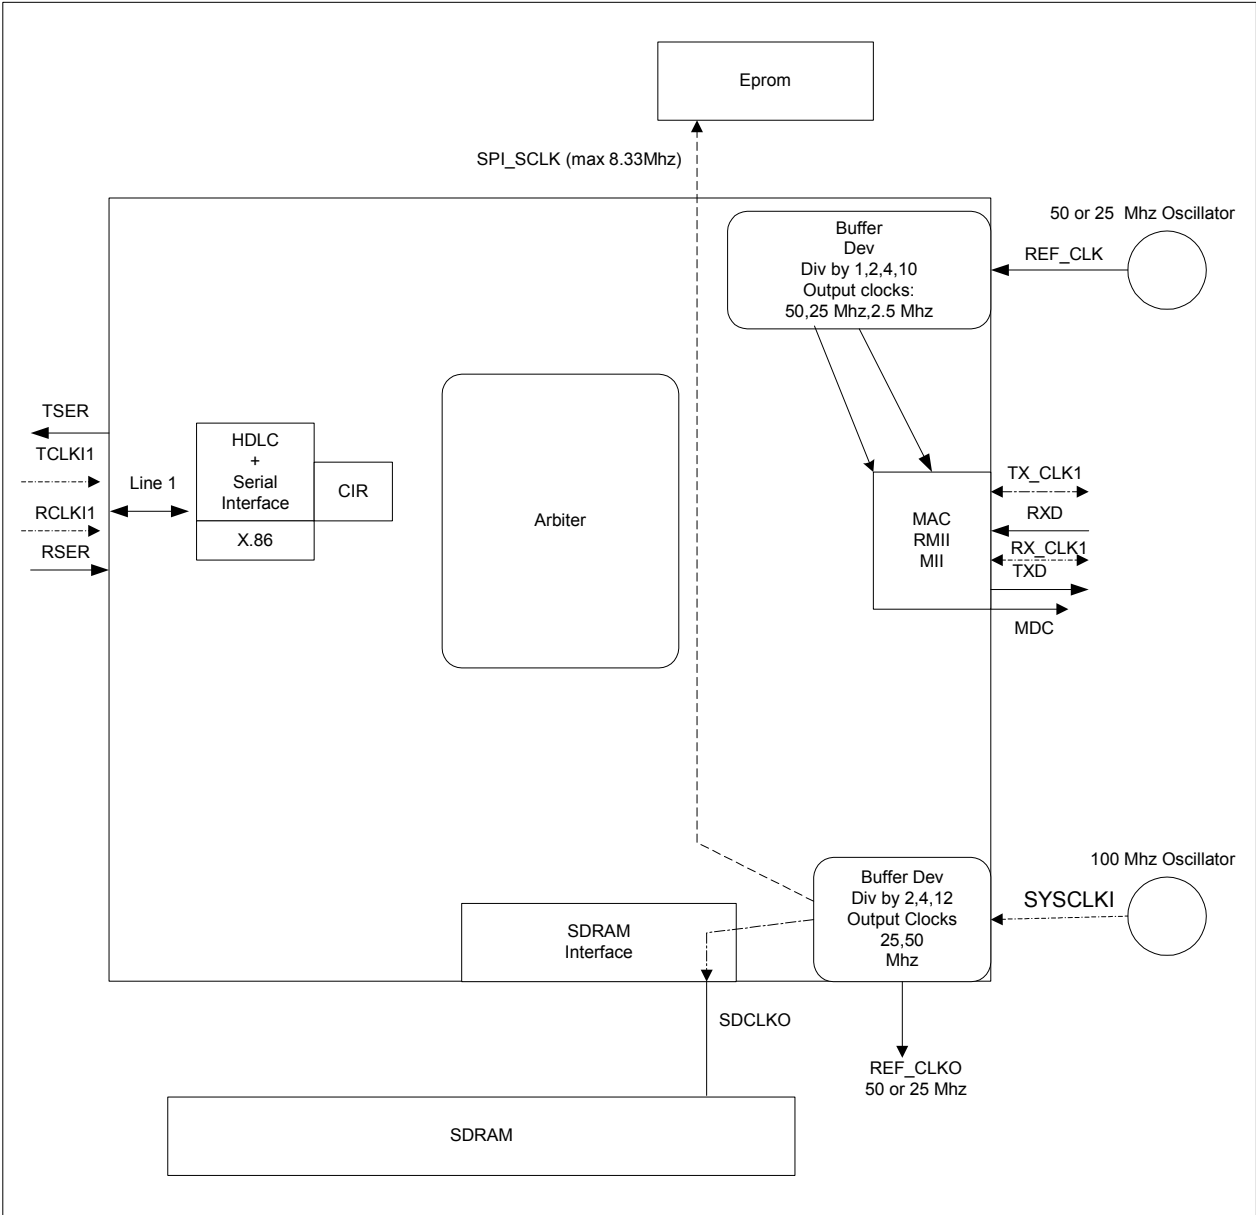 Eprom
SPI_SCLK (max 8.33Mhz)
50 or 25 Mhz Oscillator
REF_CLK
Buffer
Dev
Div by 1,2,4,10
Output clocks:
50,25 Mhz,2.5 Mhz
TSER
TCLKI1
RCLKI1
RSER
Line 1
HDLC
+
Serial
Interface
X.86
CIR
Arbiter
MAC
RMII
MII
TX_CLK1
RXD
RX_CLK1
TXD
MDC
100 Mhz Oscillator
SYSCLKI
Buffer Dev
Div by 2,4,12
Output Clocks
25,50
Mhz
SDRAM
Interface
SDCLKO
REF_CLKO
50 or 25 Mhz
SDRAM